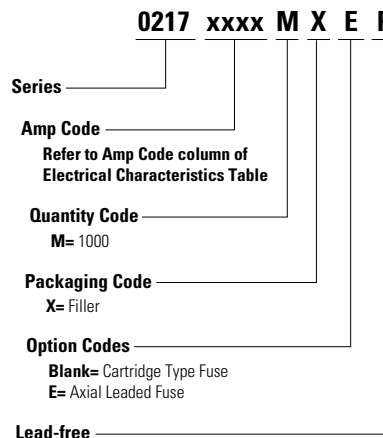 0217 xxxx M X E
Series
Amp Code
Refer to Amp Code column of
Electrical Characteristics Table
Quantity Code
M= 1000
Packaging Code
X= Filler
Option Codes
Blank= Cartridge Type Fuse
E= Axial Leaded Fuse
Lead-free